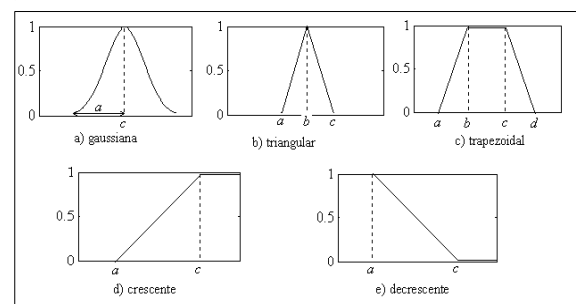 1
0.5
0
a
c
a) gaussiana
1
0.5
0
a
b
c
b) triangular
1
0.5
0
a
b
c
d
c) trapezoidal
1
0.5
0
a
c
d) crescente
1
0.5
0
a
c
e) decrescente